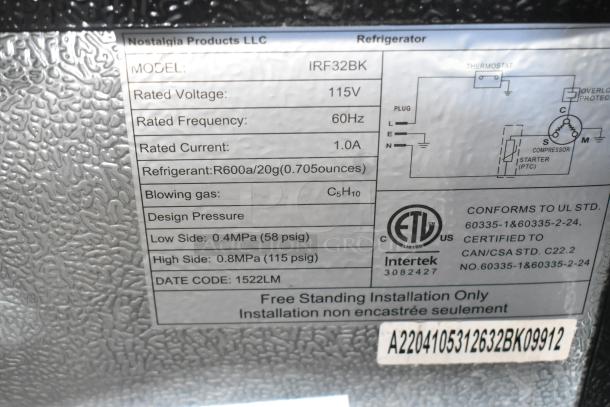 Nostalgia Products LLC Refrigerator
MODEL: IRF32BK
Rated Voltage: 115V
Rated Frequency: 60Hz
Rated Current: 1.0A
Refrigerant:R600a/20g(0.705ounces)
Blowing gas: C₅H₁₀
Design Pressure
Low Side: 0.4MPa (58 psig)
High Side: 0.8MPa (115 psig)
DATE CODE: 1522LM
THERMOSTAT
PLUG
L
E
N
C
S
M
COMPRESSOR
STARTER
(PTC)
C ETL US
LISTED
Intertek
3082427
CONFORMS TO UL STD.
60335-1&60335-2-24,
CERTIFIED TO
CAN/CSA STD. C22.2
NO.60335-1&60335-2-24
Free Standing Installation Only
Installation non encastrée seulement
A2204105312632BK09912